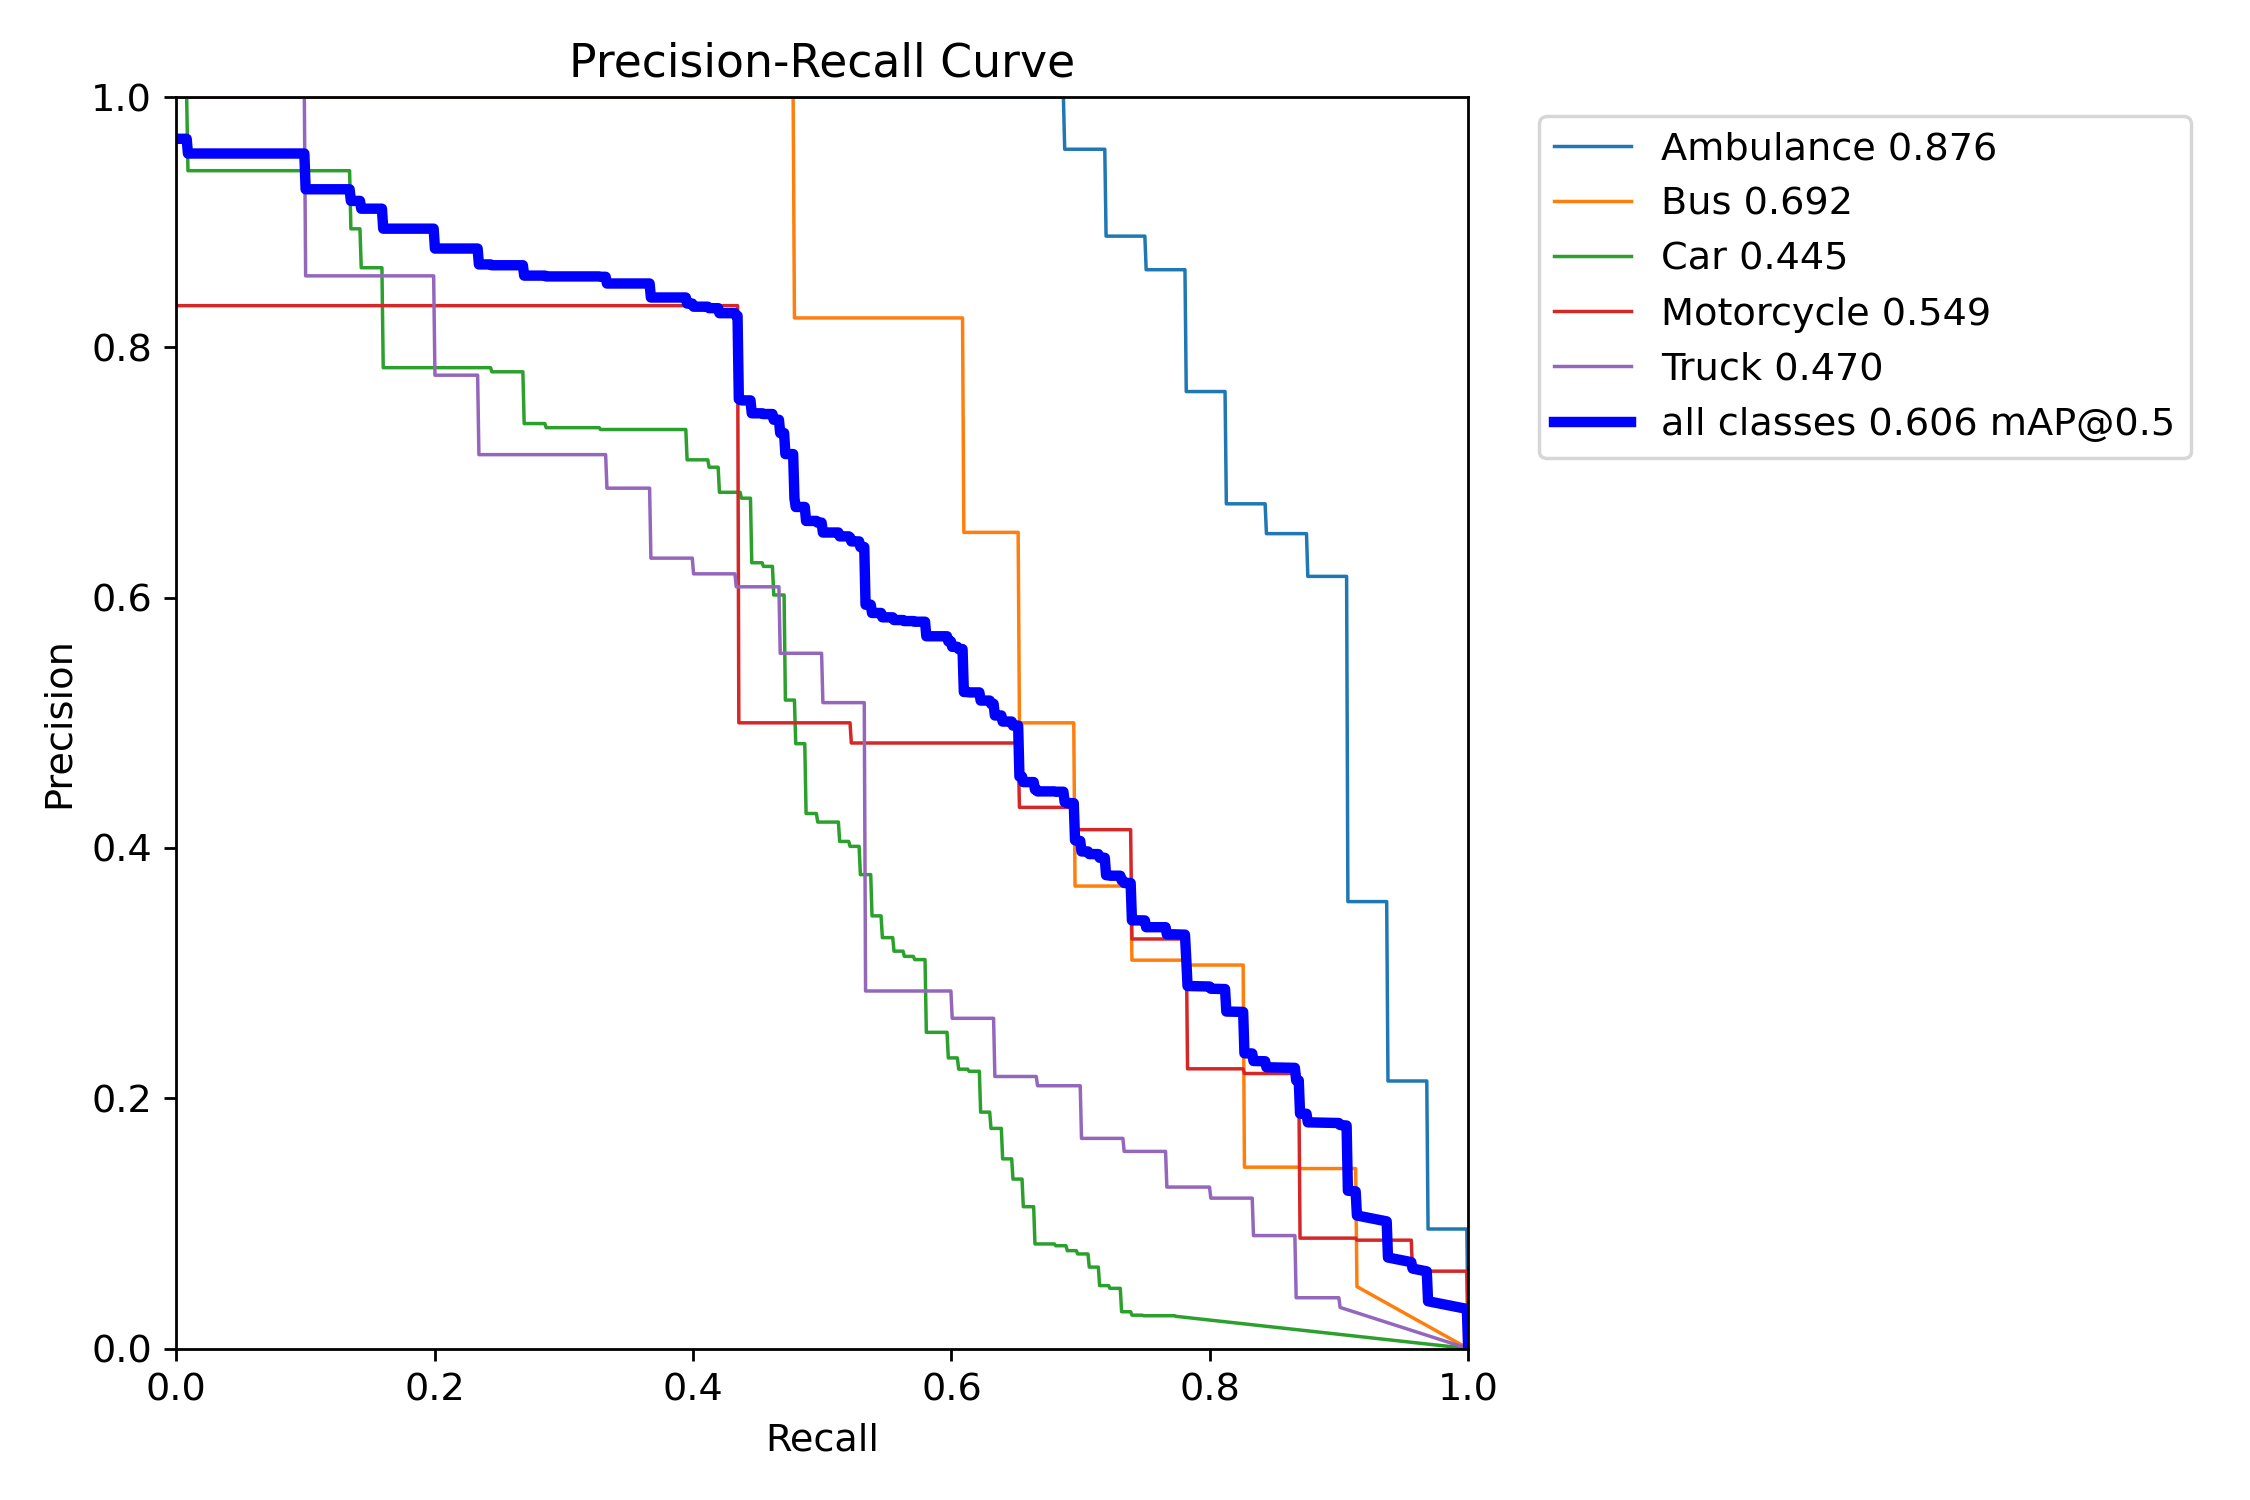 Precision-Recall Curve
1.0
0.8
0.6
0.4
0.2
0.0
Precision
0.0 0.2 0.4 0.6 0.8 1.0
Recall
Ambulance 0.876
Bus 0.692
Car 0.445
Motorcycle 0.549
Truck 0.470
all classes 0.606 mAP@0.5